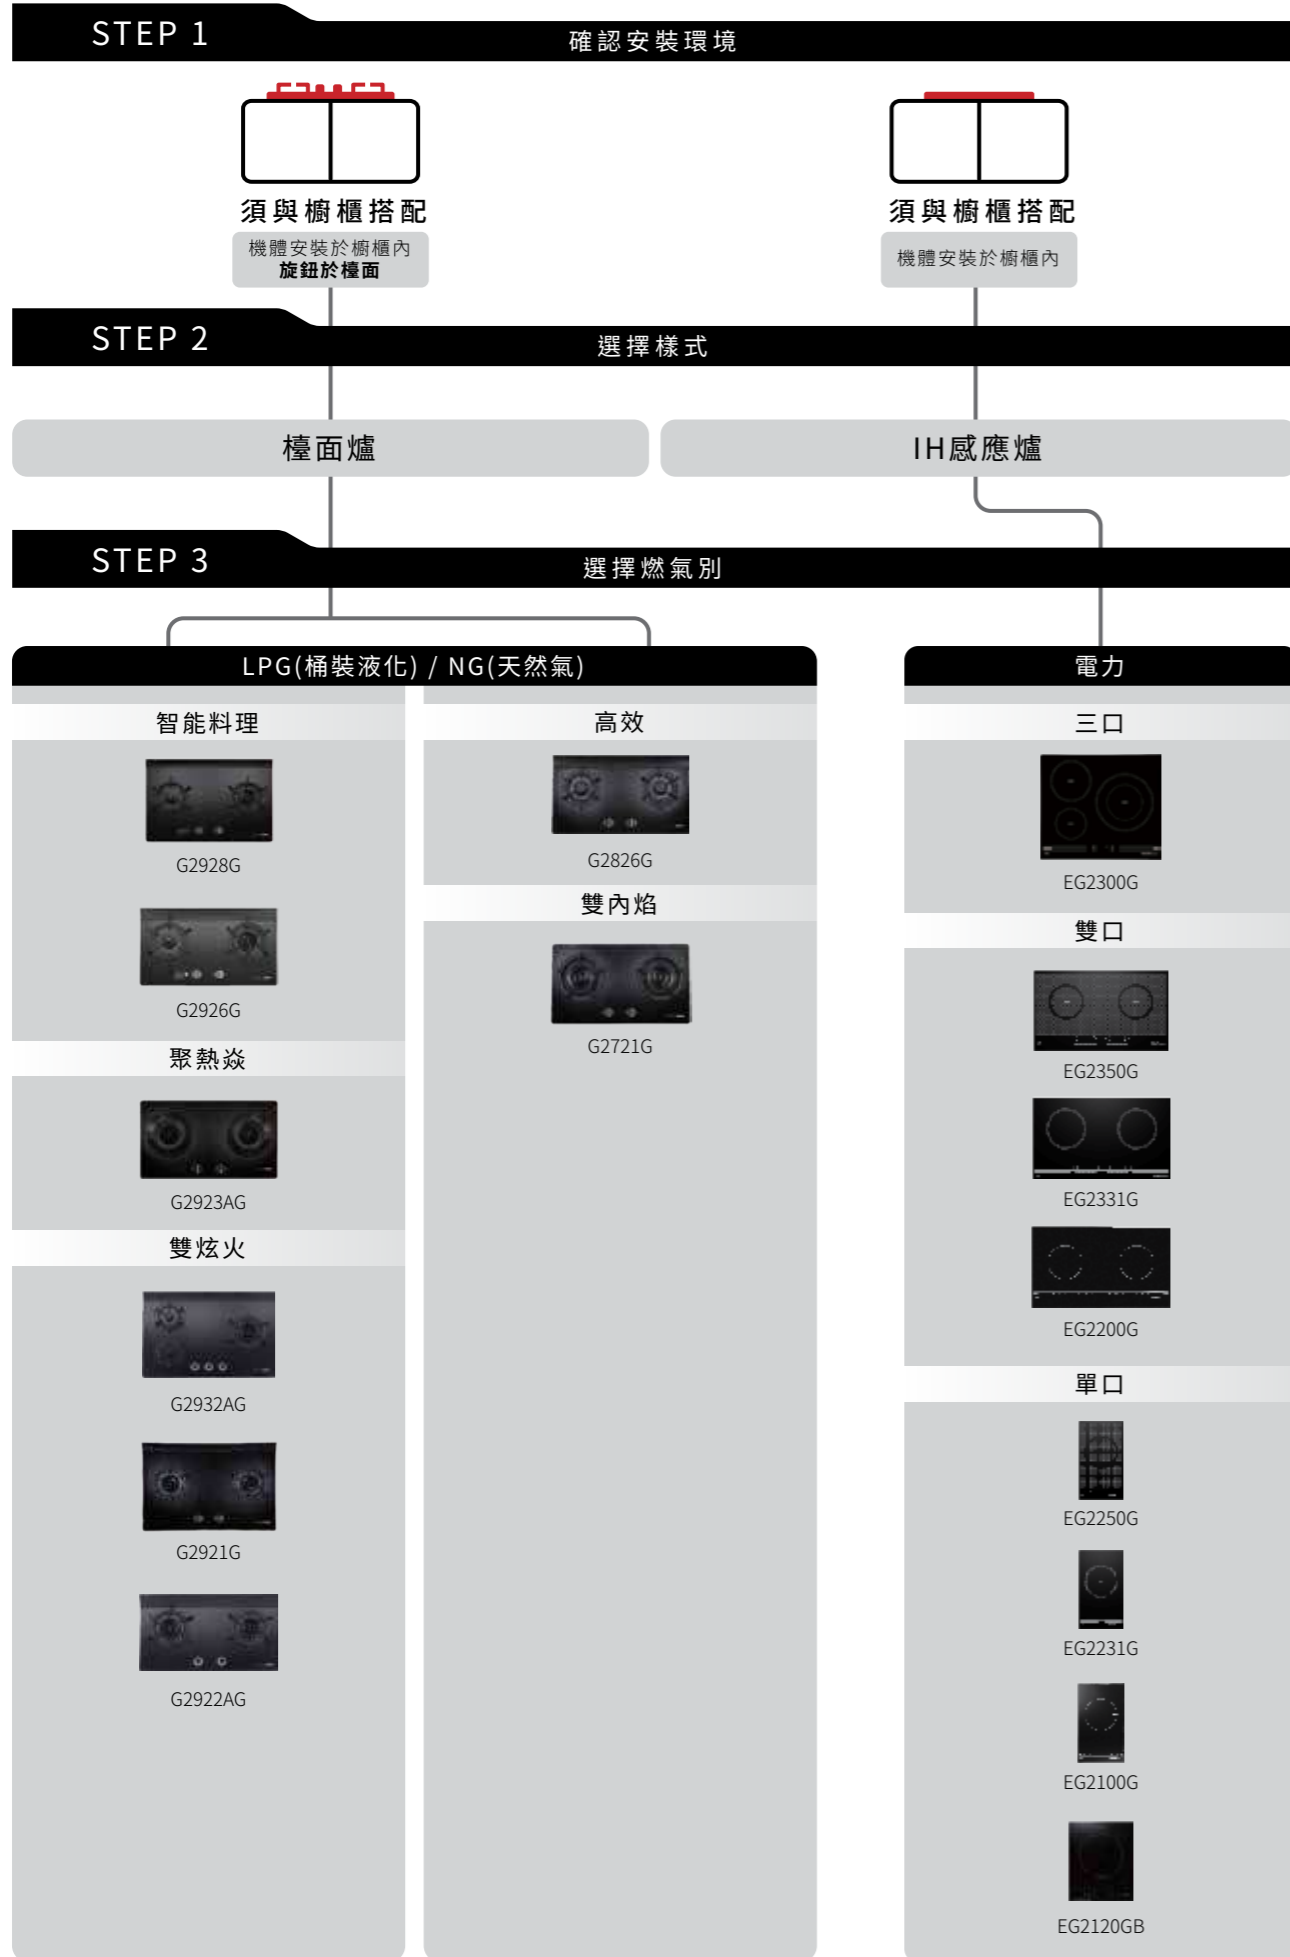 STEP 1
確認安裝環境
須與櫥櫃搭配
機體安裝於櫥櫃內
旋鈕於檯面
須與櫥櫃搭配
機體安裝於櫥櫃內
STEP 2
選擇樣式
檯面爐
IH感應爐
STEP 3
選擇燃氣別
LPG(桶裝液化) / NG(天然氣)
智能料理
G2928G
G2926G
聚熱焱
G2923AG
雙炫火
G2932AG
G2921G
G2922AG
高效
G2826G
雙內焰
G2721G
電力
三口
EG2300G
雙口
EG2350G
EG2331G
EG2200G
單口
EG2250G
EG2231G
EG2100G
EG2120GB